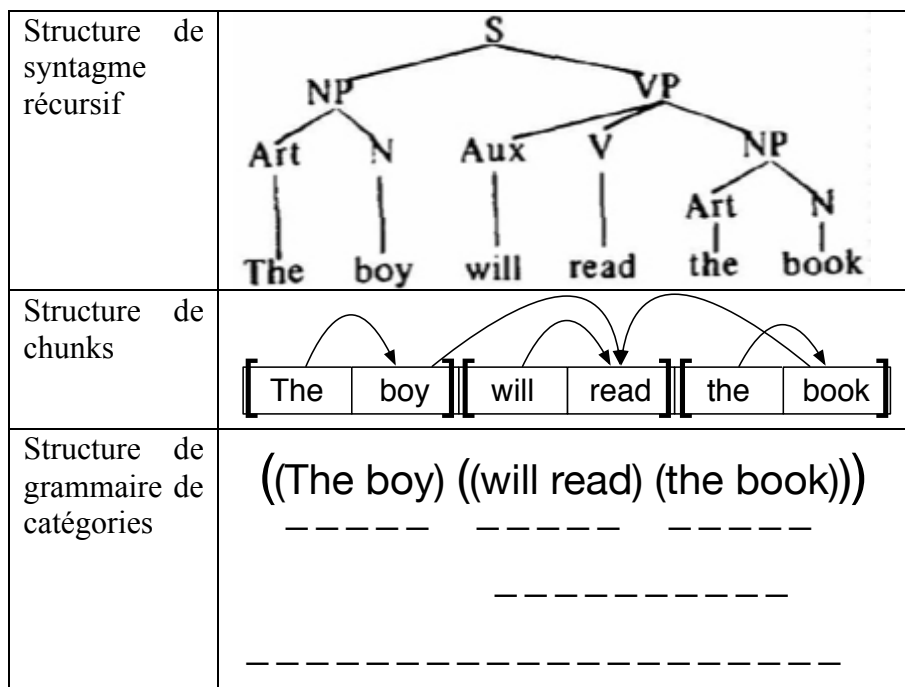 Structure de
syntagme
récursif
S
NP VP
Art N Aux V NP
Art N
The boy will read the book
Structure de
chunks
[ The boy ] [ will read ] [ the book ]
Structure de
grammaire de
catégories
((The boy) ((will read) (the book)))